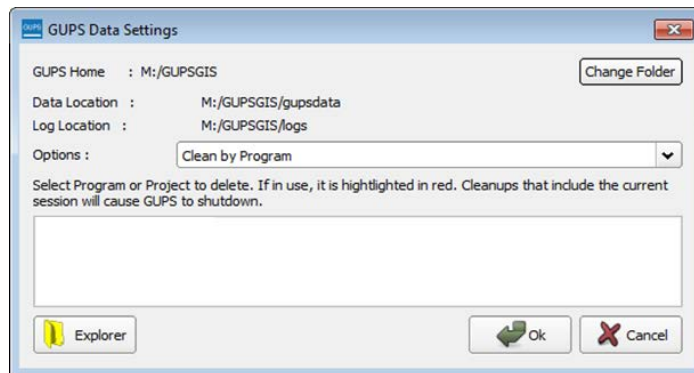 GUPS GUPS Data Settings
GUPS Home : M:/GUPSGIS Change Folder
Data Location : M:/GUPSGIS/gupsdata
Log Location : M:/GUPSGIS/logs
Options : Clean by Program
Select Program or Project to delete. If in use, it is hightlighted in red. Cleanups that include the current
session will cause GUPS to shutdown.
Explorer Ok Cancel